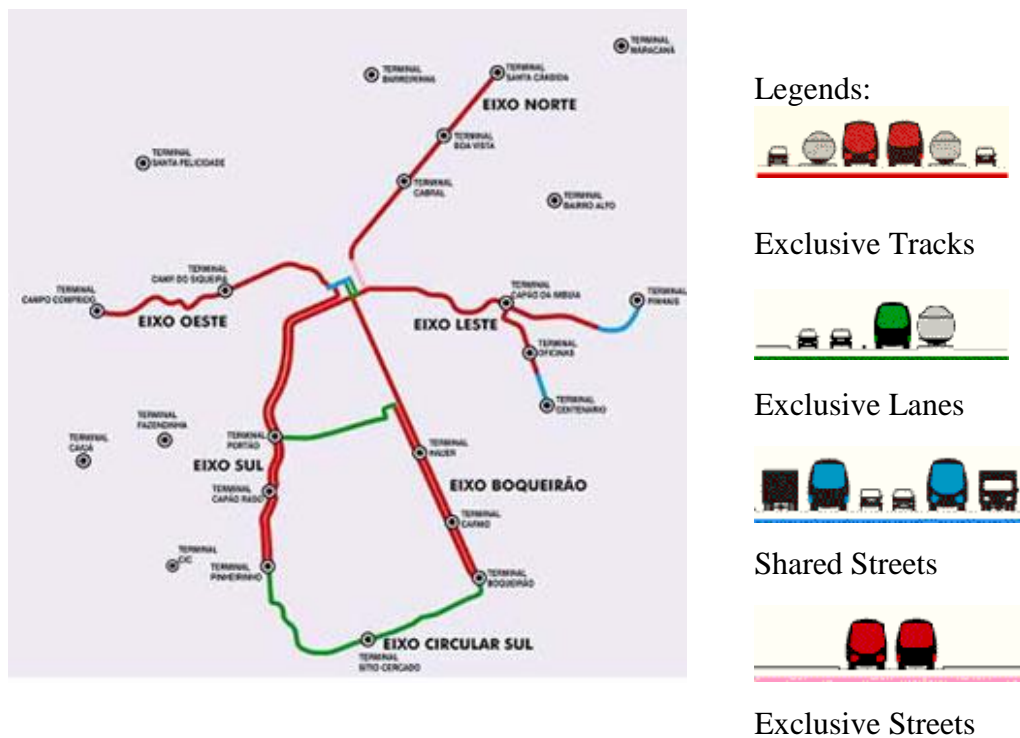 TERMINAL
MARACANÃ
TERMINAL
BARREIRINHA
TERMINAL
SANTA CÂNDIDA
EIXO NORTE
TERMINAL
BOA VISTA
TERMINAL
SANTA FELICIDADE
TERMINAL
CABRAL
TERMINAL
BAIRRO ALTO
TERMINAL
CAMP. DO SIQUEIRA
TERMINAL
CAMPO COMPRIDO
EIXO OESTE
TERMINAL
CAPÃO DA IMBUIA
TERMINAL
PINHAIS
EIXO LESTE
TERMINAL
OFICINAS
TERMINAL
CENTENÁRIO
TERMINAL
FAZENDINHA
TERMINAL
CAIUÁ
TERMINAL
PORTÃO
TERMINAL
HAUER
EIXO SUL
EIXO BOQUEIRÃO
TERMINAL
CAPÃO RASO
TERMINAL
CARMO
TERMINAL
CIC
TERMINAL
PINHEIRINHO
TERMINAL
BOQUEIRÃO
EIXO CIRCULAR SUL
TERMINAL
SÍTIO CERCADO
Legends:
Exclusive Tracks
Exclusive Lanes
Shared Streets
Exclusive Streets